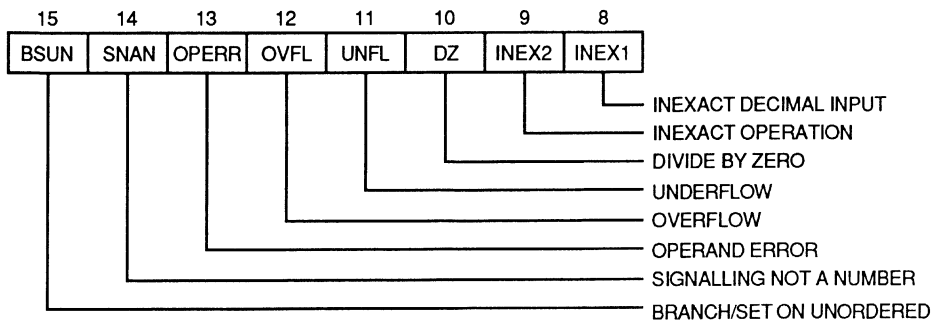 15 14 13 12 11 10 9 8
BSUN SNAN OPERR OVFL UNFL DZ INEX2 INEX1
INEXACT DECIMAL INPUT
INEXACT OPERATION
DIVIDE BY ZERO
UNDERFLOW
OVERFLOW
OPERAND ERROR
SIGNALLING NOT A NUMBER
BRANCH/SET ON UNORDERED